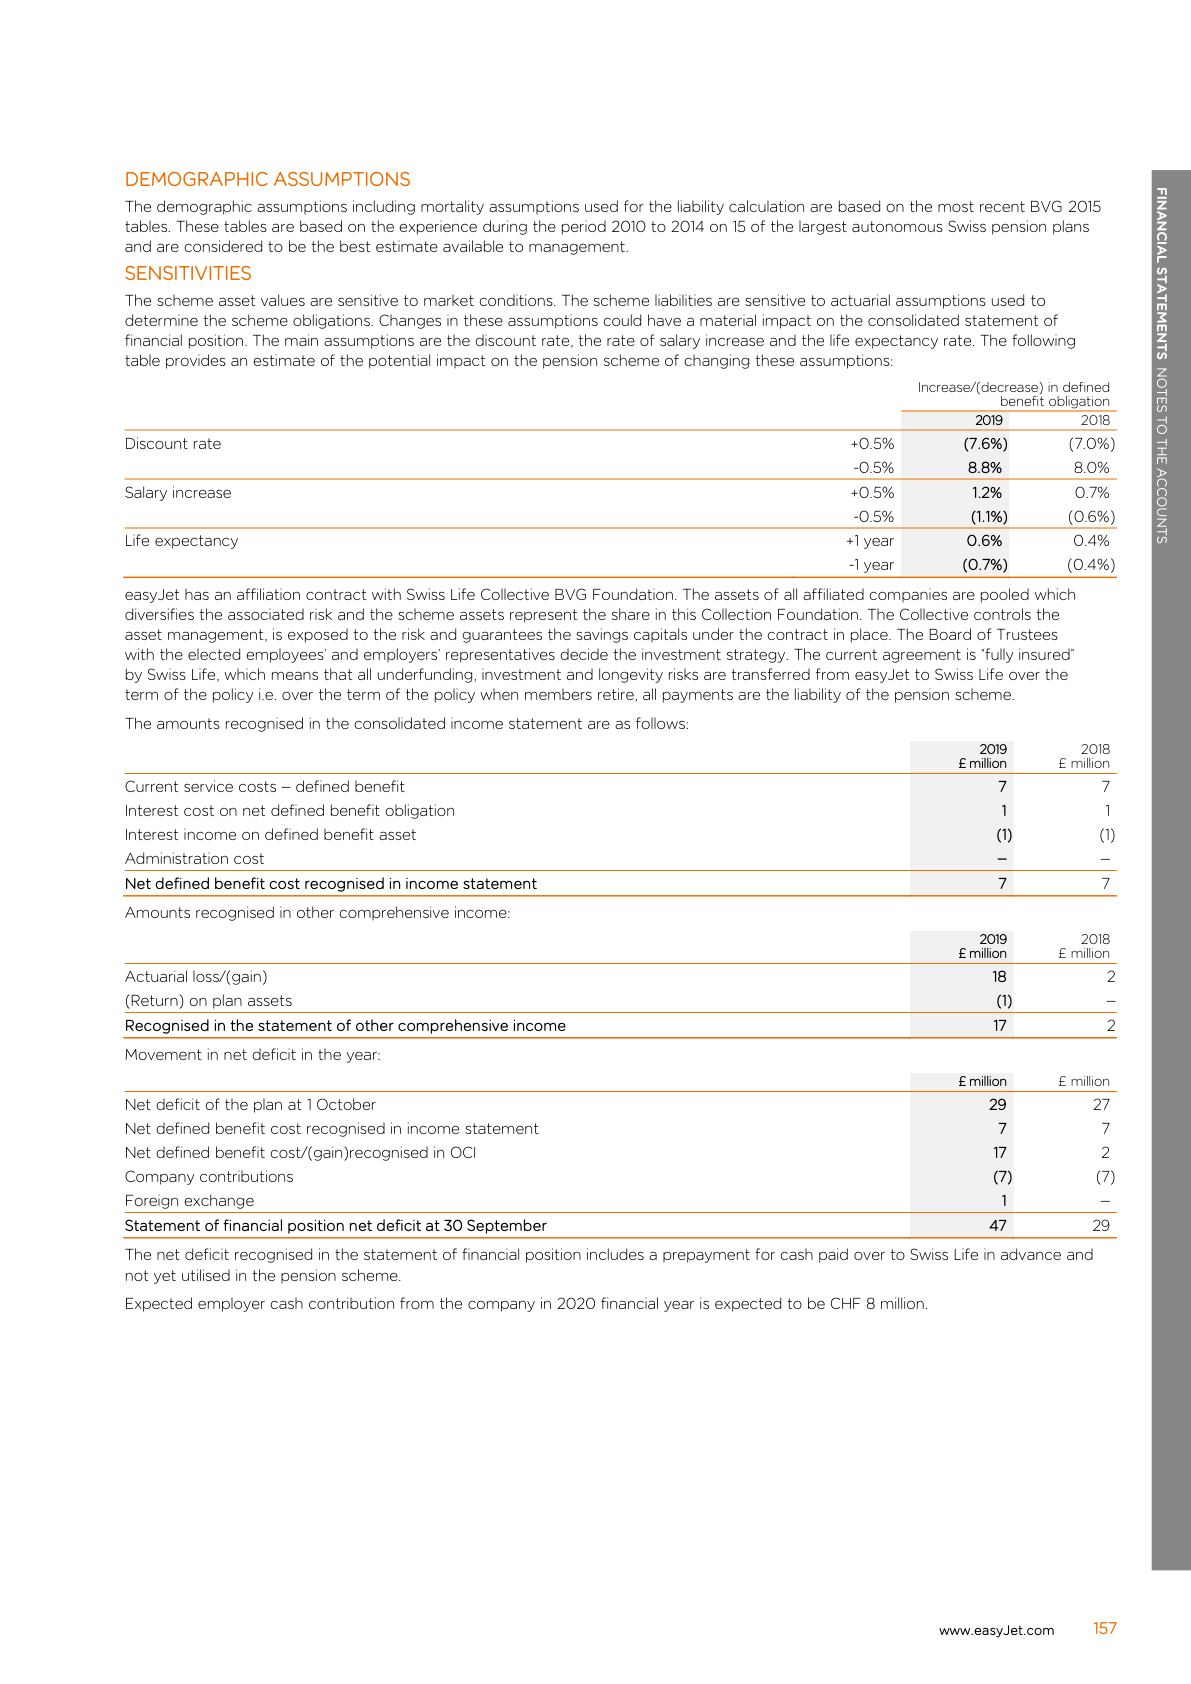 DEMOGRAPHIC ASSUMPTIONS
The demographic assumptions including mortality assumptions used for the liability calculation are based on the most recent BVG 2015
tables. These tables are based on the experience during the period 2010 to 2014 on 15 of the largest autonomous Swiss pension plans
and are considered to be the best estimate available to management.
SENSITIVITIES
The scheme asset values are sensitive to market conditions. The scheme liabilities are sensitive to actuarial assumptions used to
determine the scheme obligations. Changes in these assumptions could have a material impact on the consolidated statement of
financial position. The main assumptions are the discount rate, the rate of salary increase and the life expectancy rate. The following
table provides an estimate of the potential impact on the pension scheme of changing these assumptions:
Increase/(decrease) in defined
benefit obligation
2019 2018
Discount rate +0.5% (7.6%) (7.0%)
-0.5% 8.8% 8.0%
Salary increase +0.5% 1.2% 0.7%
-0.5% (1.1%) (0.6%)
Life expectancy +1 year 0.6% 0.4%
-1 year (0.7%) (0.4%)
easyJet has an affiliation contract with Swiss Life Collective BVG Foundation. The assets of all affiliated companies are pooled which
diversifies the associated risk and the scheme assets represent the share in this Collection Foundation. The Collective controls the
asset management, is exposed to the risk and guarantees the savings capitals under the contract in place. The Board of Trustees
with the elected employees’ and employers’ representatives decide the investment strategy. The current agreement is “fully insured”
by Swiss Life, which means that all underfunding, investment and longevity risks are transferred from easyJet to Swiss Life over the
term of the policy i.e. over the term of the policy when members retire, all payments are the liability of the pension scheme.
The amounts recognised in the consolidated income statement are as follows:
2019 2018
£ million £ million
Current service costs – defined benefit 7 7
Interest cost on net defined benefit obligation 1 1
Interest income on defined benefit asset (1) (1)
Administration cost – –
Net defined benefit cost recognised in income statement 7 7
Amounts recognised in other comprehensive income:
2019 2018
£ million £ million
Actuarial loss/(gain) 18 2
(Return) on plan assets (1) –
Recognised in the statement of other comprehensive income 17 2
Movement in net deficit in the year:
£ million £ million
Net deficit of the plan at 1 October 29 27
Net defined benefit cost recognised in income statement 7 7
Net defined benefit cost/(gain)recognised in OCI 17 2
Company contributions (7) (7)
Foreign exchange 1 –
Statement of financial position net deficit at 30 September 47 29
The net deficit recognised in the statement of financial position includes a prepayment for cash paid over to Swiss Life in advance and
not yet utilised in the pension scheme.
Expected employer cash contribution from the company in 2020 financial year is expected to be CHF 8 million.
FINANCIAL STATEMENTS NOTES TO THE ACCOUNTS
www.easyJet.com 157